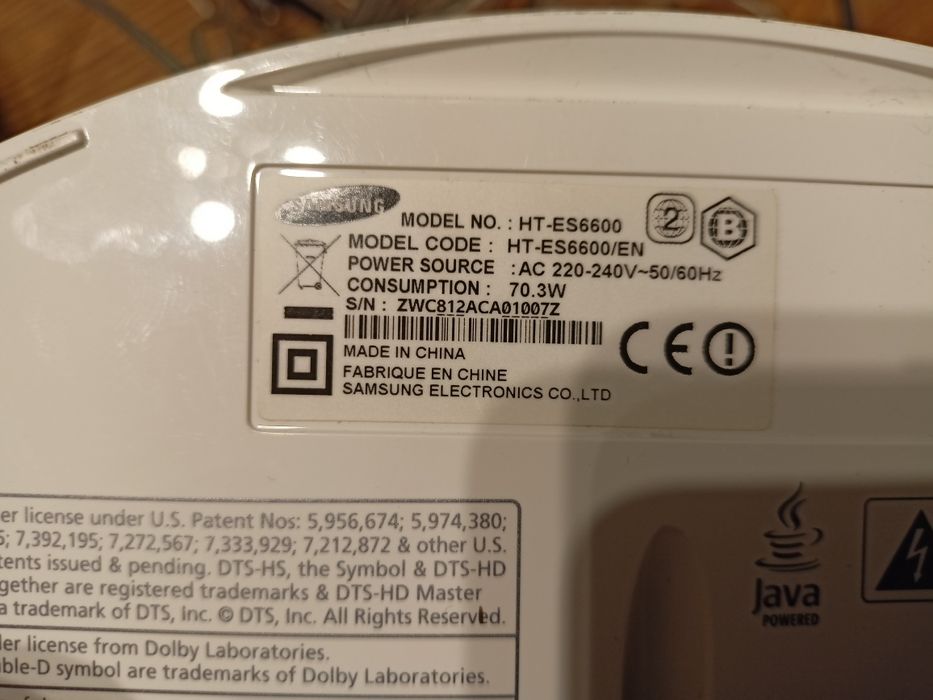 SAMSUNG
MODEL NO. : HT-ES6600
2
B
MODEL CODE : HT-ES6600/EN
POWER SOURCE : AC 220-240V~50/60Hz
CONSUMPTION : 70.3W
S/N : ZWC812ACA01007Z
MADE IN CHINA
FABRIQUE EN CHINE
SAMSUNG ELECTRONICS CO.,LTD
CE
er license under U.S. Patent Nos: 5,956,674; 5,974,380;
; 7,392,195; 7,272,567; 7,333,929; 7,212,872 & other U.S.
tents issued & pending. DTS-HS, the Symbol & DTS-HD
gether are registered trademarks & DTS-HD Master
a trademark of DTS, Inc. © DTS, Inc. All Rights Reserved.
er license from Dolby Laboratories.
ble-D symbol are trademarks of Dolby Laboratories.
Java
POWERED